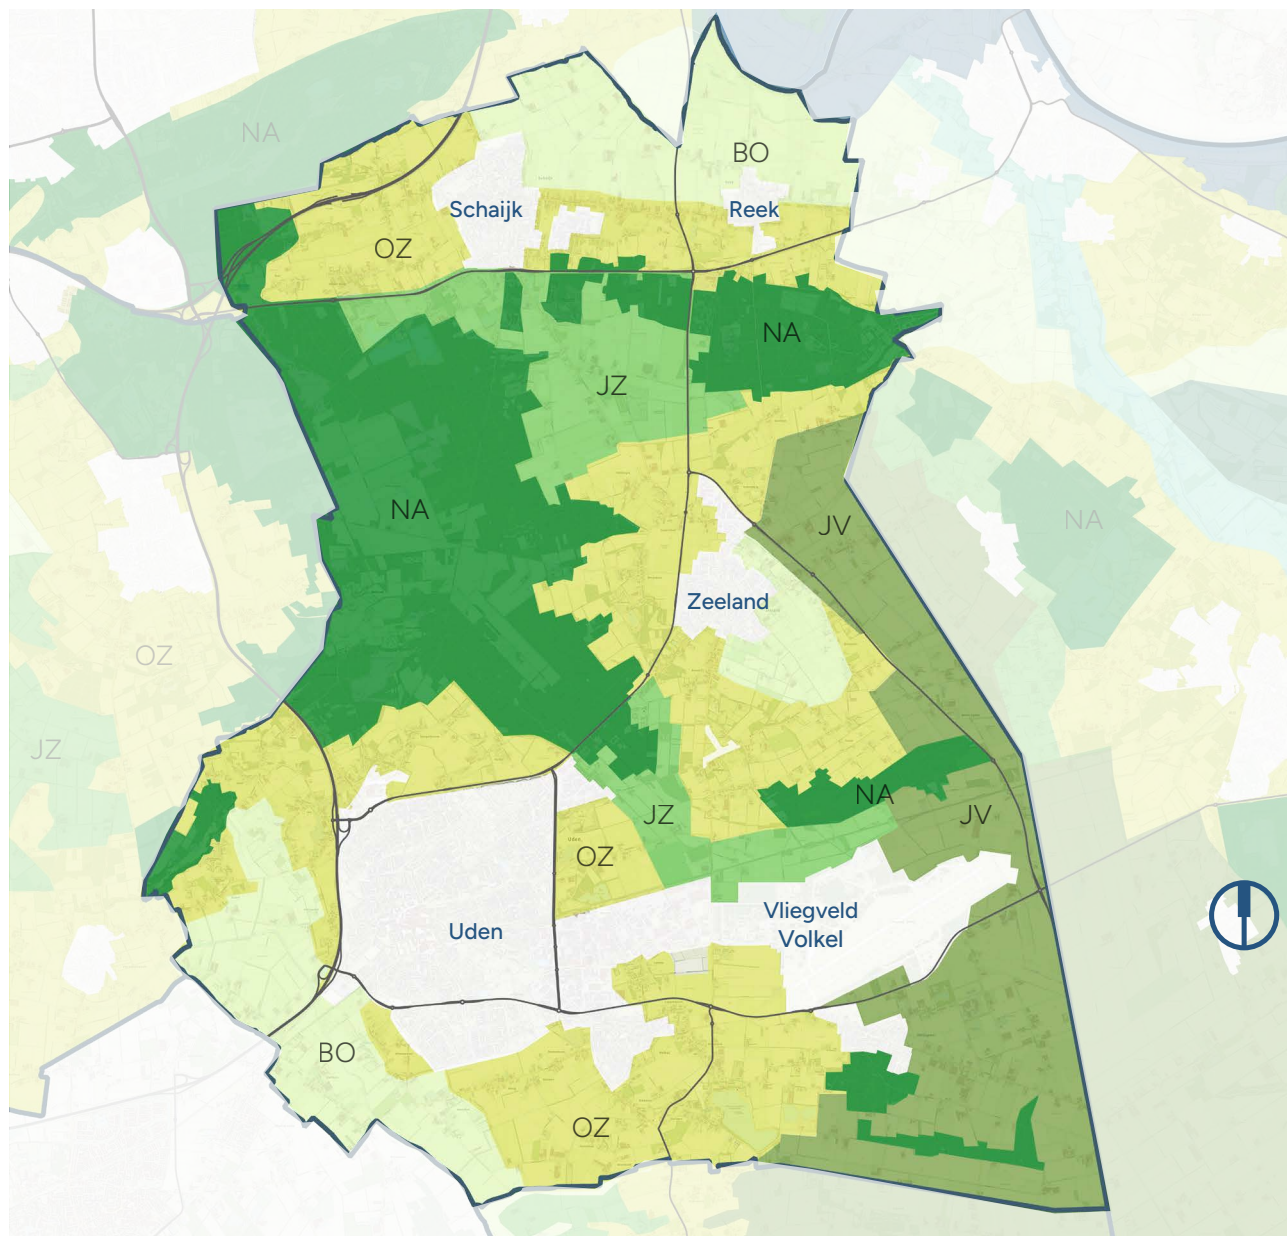 NA
BO
Schaijk
Reek
OZ
NA
JZ
NA
NA
JV
Zeeland
OZ
JZ
NA
JZ
JV
OZ
Vliegveld
Volkel
Uden
BO
OZ